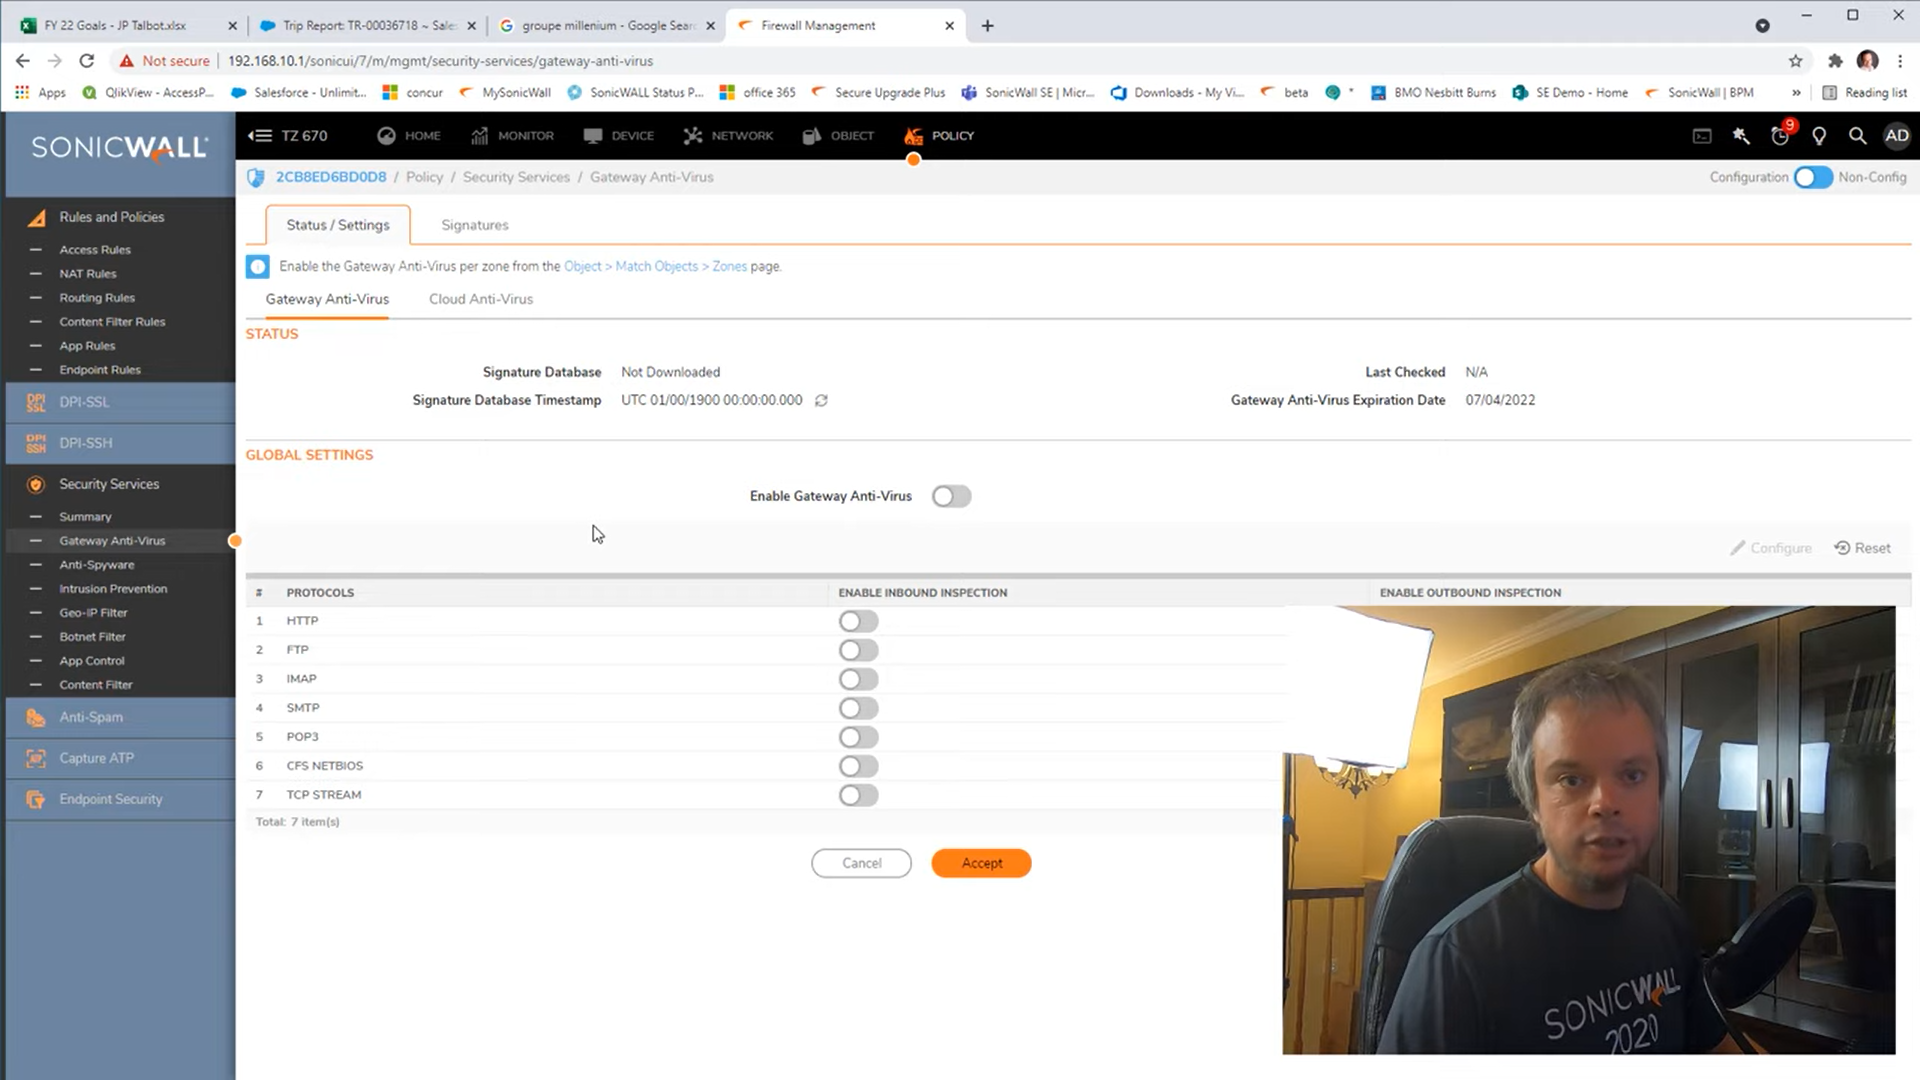 FY 22 Goals - JP Talbot.xlsx
Trip Report: TR-00036718 ~ Sale
groupe millenium - Google Sear
Firewall Management
Not secure
192.168.10.1/sonicui/7/m/mgmt/security-services/gateway-anti-virus
Apps
QlikView - AccessP...
Salesforce - Unlimit...
concur
MySonicWall
SonicWALL Status P...
office 365
Secure Upgrade Plus
SonicWall SE | Micr...
Downloads - My Vi...
beta
BMO Nesbitt Burns
SE Demo - Home
SonicWall | BPM
»
Reading list
SONICWALL
TZ 670
HOME
MONITOR
DEVICE
NETWORK
OBJECT
POLICY
9
AD
2CB8ED6BD0D8 / Policy / Security Services / Gateway Anti-Virus
Configuration
Non-Config
Rules and Policies
Access Rules
NAT Rules
Routing Rules
Content Filter Rules
App Rules
Endpoint Rules
DPI SSL
DPI-SSL
DPI SSH
DPI-SSH
Security Services
Summary
Gateway Anti-Virus
Anti-Spyware
Intrusion Prevention
Geo-IP Filter
Botnet Filter
App Control
Content Filter
Anti-Spam
Capture ATP
Endpoint Security
Status / Settings
Signatures
Enable the Gateway Anti-Virus per zone from the Object > Match Objects > Zones page.
Gateway Anti-Virus
Cloud Anti-Virus
STATUS
Signature Database Not Downloaded
Last Checked N/A
Signature Database Timestamp UTC 01/00/1900 00:00:00.000
Gateway Anti-Virus Expiration Date 07/04/2022
GLOBAL SETTINGS
Enable Gateway Anti-Virus
Configure
Reset
# PROTOCOLS ENABLE INBOUND INSPECTION ENABLE OUTBOUND INSPECTION
1 HTTP
2 FTP
3 IMAP
4 SMTP
5 POP3
6 CFS NETBIOS
7 TCP STREAM
Total: 7 item(s)
Cancel
Accept
SONICWALL
2020